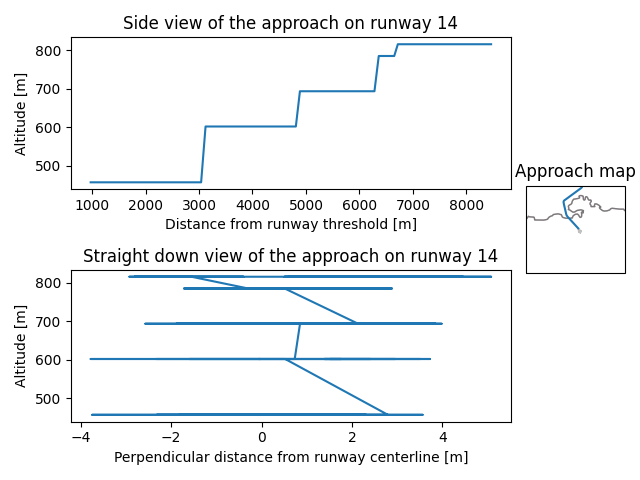 Side view of the approach on runway 14
Altitude [m]
800
700
600
500
1000 2000 3000 4000 5000 6000 7000 8000
Distance from runway threshold [m]
Approach map
Straight down view of the approach on runway 14
Altitude [m]
800
700
600
500
−4 −2 0 2 4
Perpendicular distance from runway centerline [m]